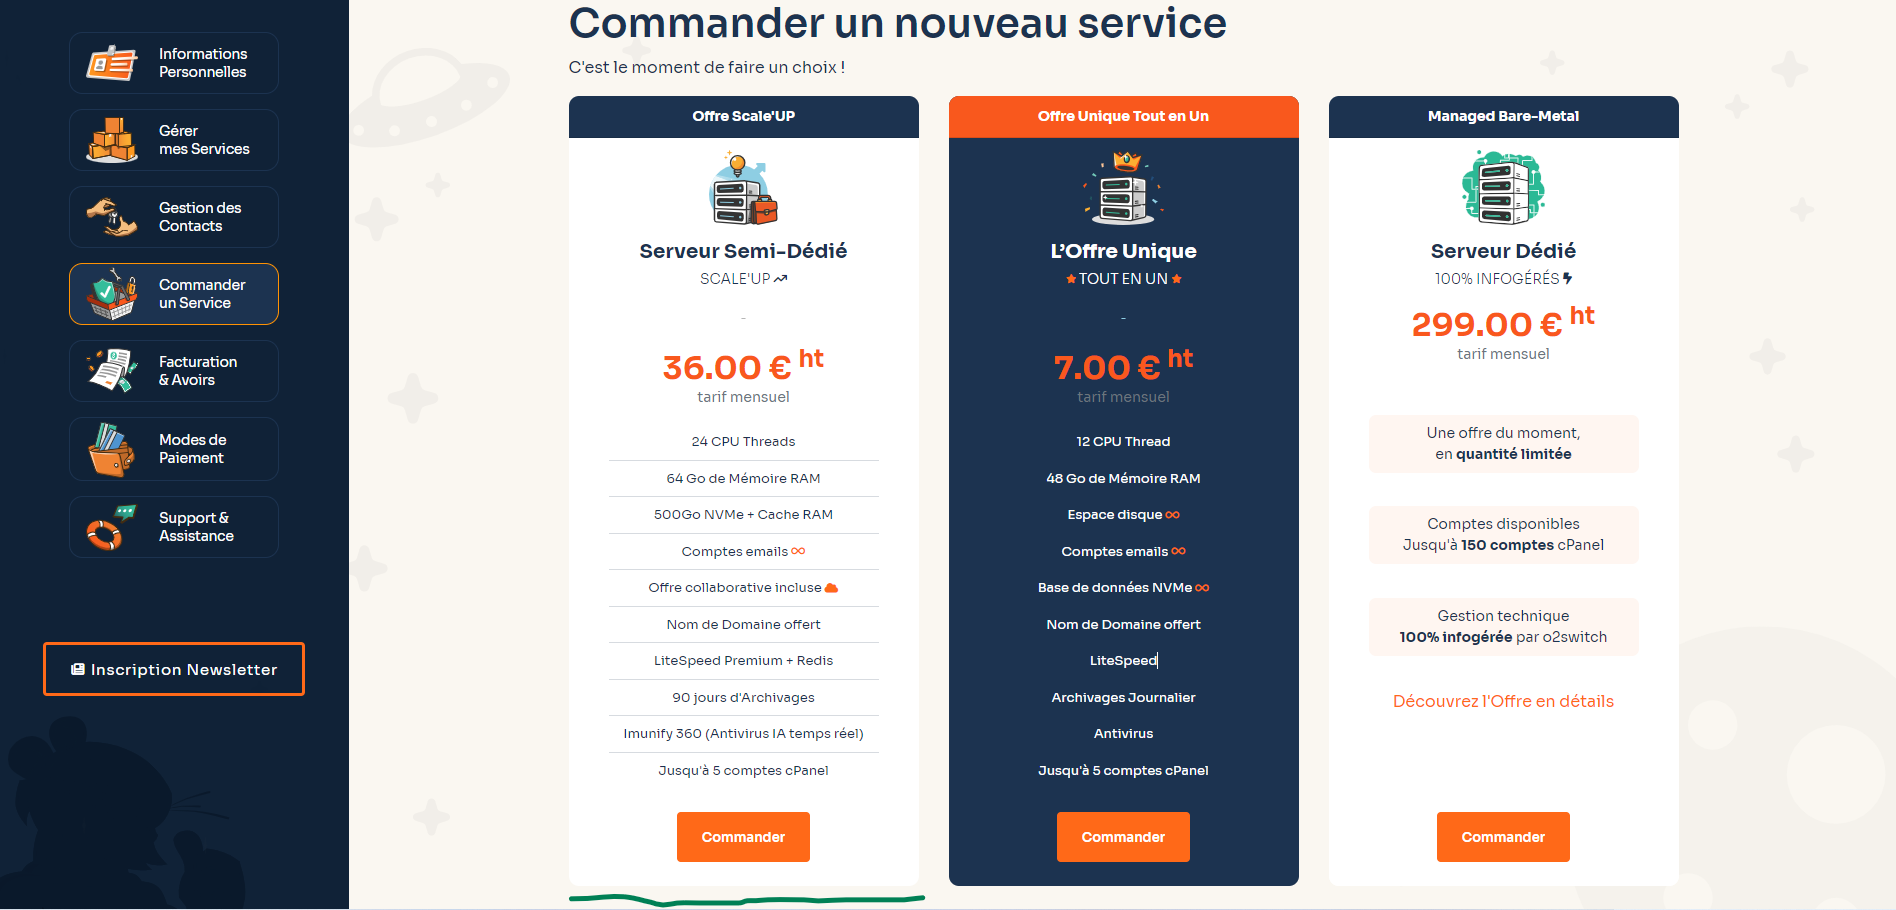 Informations
Personnelles
Gérer
mes Services
Gestion des
Contacts
Commander
un Service
Facturation
& Avoirs
Modes de
Paiement
Support &
Assistance
Inscription Newsletter
Commander un nouveau service
C'est le moment de faire un choix !
Offre Scale'UP
Serveur Semi-Dédié
SCALE'UP
-
36.00 € ht
tarif mensuel
24 CPU Threads
64 Go de Mémoire RAM
500Go NVMe + Cache RAM
Comptes emails ∞
Offre collaborative incluse
Nom de Domaine offert
LiteSpeed Premium + Redis
90 jours d'Archivages
Imunify 360 (Antivirus IA temps réel)
Jusqu'à 5 comptes cPanel
Commander
Offre Unique Tout en Un
L’Offre Unique
★ TOUT EN UN ★
-
7.00 € ht
tarif mensuel
12 CPU Thread
48 Go de Mémoire RAM
Espace disque ∞
Comptes emails ∞
Base de données NVMe ∞
Nom de Domaine offert
LiteSpeed
Archivages Journalier
Antivirus
Jusqu'à 5 comptes cPanel
Commander
Managed Bare-Metal
Serveur Dédié
100% INFOGÉRÉS
299.00 € ht
tarif mensuel
Une offre du moment,
en quantité limitée
Comptes disponibles
Jusqu'à 150 comptes cPanel
Gestion technique
100% infogérée par o2switch
Découvrez l'Offre en détails
Commander